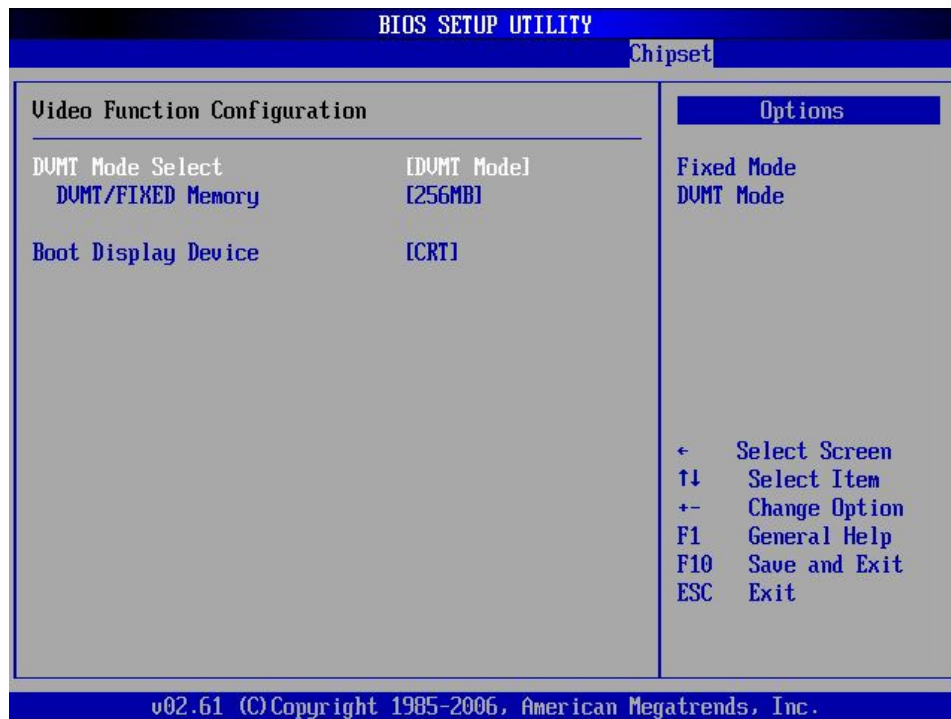 BIOS SETUP UTILITY
Chipset
Video Function Configuration
DVMT Mode Select [DVMT Mode]
DVMT/FIXED Memory [256MB]
Boot Display Device [CRT]
Options
Fixed Mode
DVMT Mode
← Select Screen
↑↓ Select Item
+- Change Option
F1 General Help
F10 Save and Exit
ESC Exit
v02.61 (C)Copyright 1985-2006, American Megatrends, Inc.